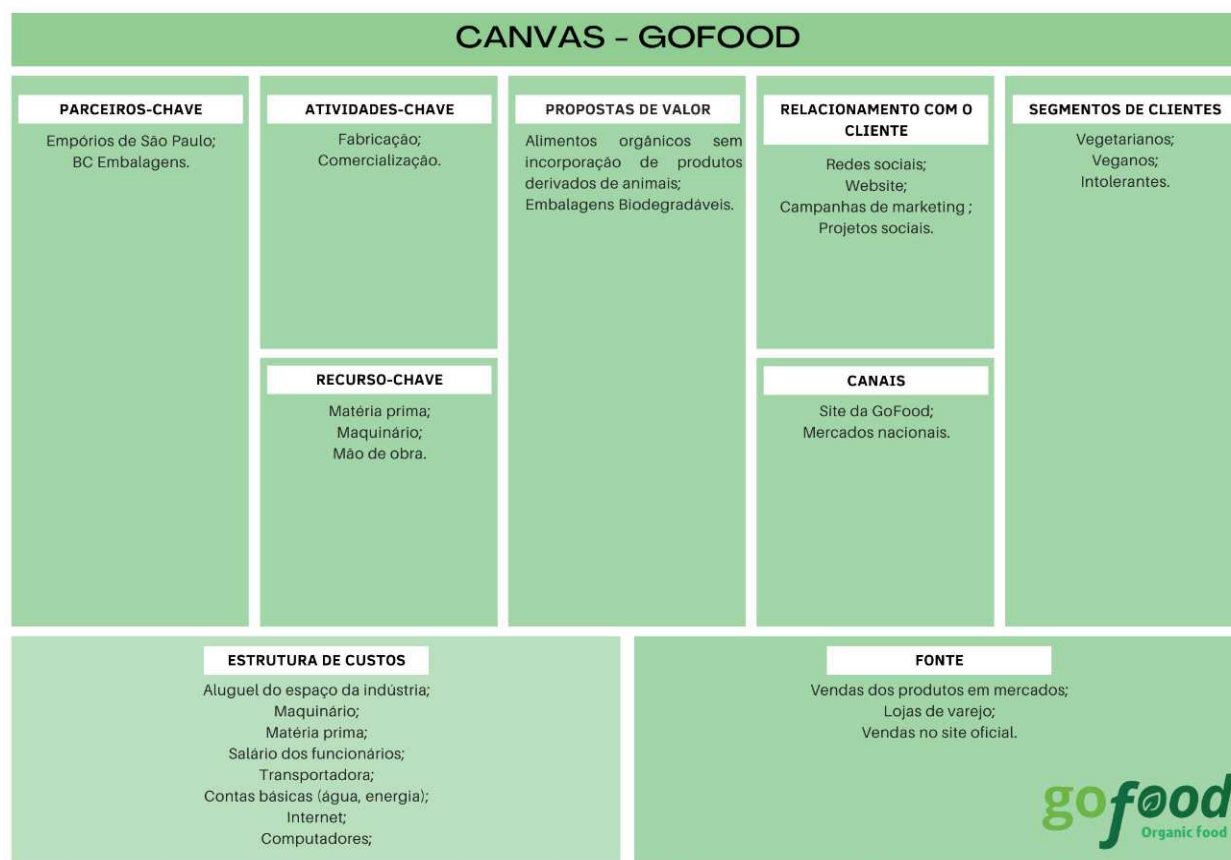 CANVAS - GOFOOD
PARCEIROS-CHAVE
Empórios de São Paulo;
BC Embalagens.
ATIVIDADES-CHAVE
Fabricação;
Comercialização.
RECURSO-CHAVE
Matéria prima;
Maquinário;
Mão de obra.
PROPOSTAS DE VALOR
Alimentos orgânicos sem
incorporação de produtos
derivados de animais;
Embalagens Biodegradáveis.
RELACIONAMENTO COM O
CLIENTE
Redes sociais;
Website;
Campanhas de marketing ;
Projetos sociais.
CANAIS
Site da GoFood;
Mercados nacionais.
SEGMENTOS DE CLIENTES
Vegetarianos;
Veganos;
Intolerantes.
ESTRUTURA DE CUSTOS
Aluguel do espaço da indústria;
Maquinário;
Matéria prima;
Salário dos funcionários;
Transportadora;
Contas básicas (água, energia);
Internet;
Computadores;
FONTE
Vendas dos produtos em mercados;
Lojas de varejo;
Vendas no site oficial.
gofood
Organic food